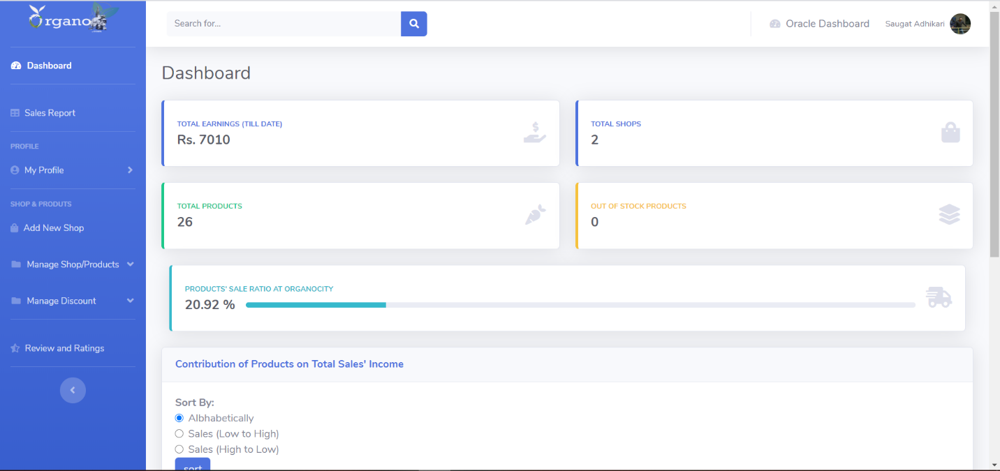 Organo
Search for...
Oracle Dashboard
Saugat Adhikari
Dashboard
Sales Report
PROFILE
My Profile
SHOP & PRODUTS
Add New Shop
Manage Shop/Products
Manage Discount
Review and Ratings
Dashboard
TOTAL EARNINGS (TILL DATE)
Rs. 7010
TOTAL SHOPS
2
TOTAL PRODUCTS
26
OUT OF STOCK PRODUCTS
0
PRODUCTS' SALE RATIO AT ORGANOCITY
20.92 %
Contribution of Products on Total Sales' Income
Sort By:
Albhabetically
Sales (Low to High)
Sales (High to Low)
sort